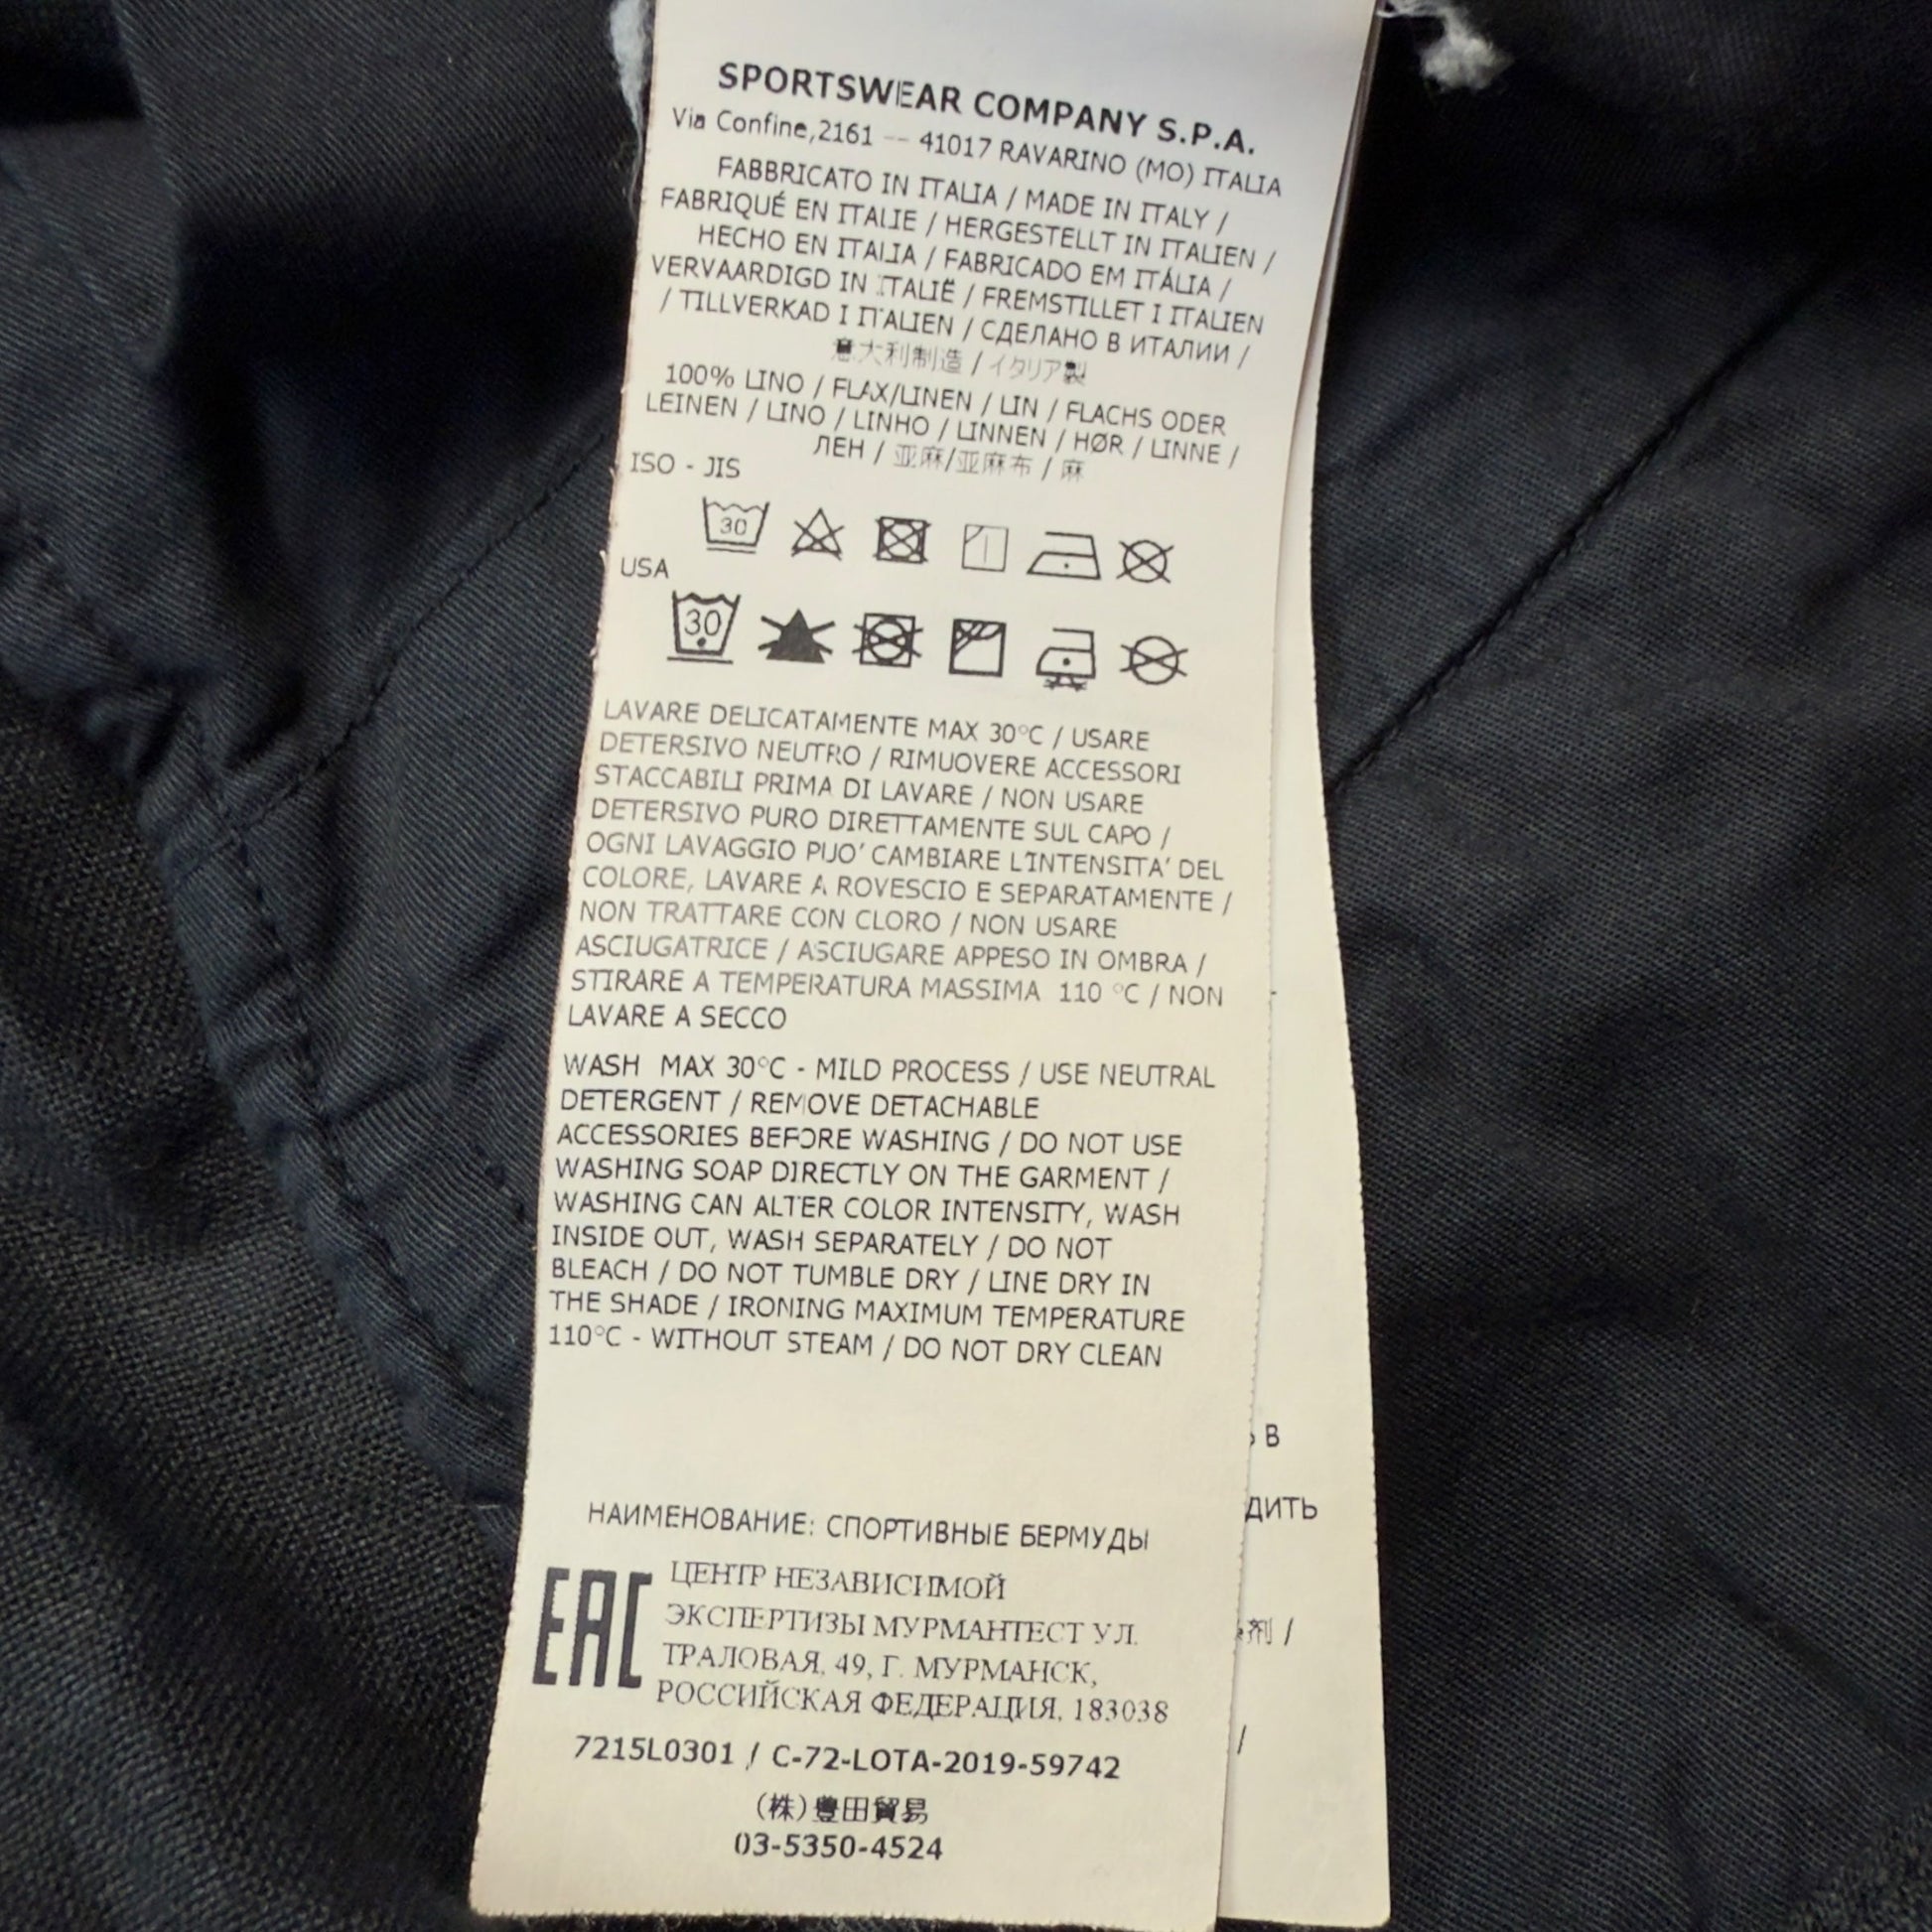 SPORTSWEAR COMPANY S.P.A.
Via Confine,2161 -- 41017 RAVARINO (MO) ITALIA
FABBRICATO IN ITALIA / MADE IN ITALY /
FABRIQUÉ EN ITALIE / HERGESTELLT IN ITALIEN /
HECHO EN ITALIA / FABRICADO EM ITÁLIA /
VERVAARDIGD IN ITALIË / FREMSTILLET I ITALIEN
/ TILLVERKAD I ITALIEN / СДЕЛАНО В ИТАЛИИ /
意大利制造 / イタリア製
100% LINO / FLAX/LINEN / LIN / FLACHS ODER
LEINEN / LINO / LINHO / LINNEN / HØR / LINNE /
ЛЕН / 亚麻/亚麻布 / 麻
ISO - JIS
30
USA
30
LAVARE DELICATAMENTE MAX 30°C / USARE
DETERSIVO NEUTRO / RIMUOVERE ACCESSORI
STACCABILI PRIMA DI LAVARE / NON USARE
DETERSIVO PURO DIRETTAMENTE SUL CAPO /
OGNI LAVAGGIO PUO' CAMBIARE L'INTENSITA' DEL
COLORE, LAVARE A ROVESCIO E SEPARATAMENTE /
NON TRATTARE CON CLORO / NON USARE
ASCIUGATRICE / ASCIUGARE APPESO IN OMBRA /
STIRARE A TEMPERATURA MASSIMA 110 °C / NON
LAVARE A SECCO
WASH MAX 30°C - MILD PROCESS / USE NEUTRAL
DETERGENT / REMOVE DETACHABLE
ACCESSORIES BEFORE WASHING / DO NOT USE
WASHING SOAP DIRECTLY ON THE GARMENT /
WASHING CAN ALTER COLOR INTENSITY, WASH
INSIDE OUT, WASH SEPARATELY / DO NOT
BLEACH / DO NOT TUMBLE DRY / LINE DRY IN
THE SHADE / IRONING MAXIMUM TEMPERATURE
110°C - WITHOUT STEAM / DO NOT DRY CLEAN
НАИМЕНОВАНИЕ: СПОРТИВНЫЕ БЕРМУДЫ
EAC
ЦЕНТР НЕЗАВИСИМОЙ
ЭКСПЕРТИЗЫ МУРМАНТЕСТ УЛ.
ТРАЛОВАЯ, 49, Г. МУРМАНСК,
РОССИЙСКАЯ ФЕДЕРАЦИЯ, 183038
7215L0301 / C-72-LOTA-2019-59742
(株)豊田貿易
03-5350-4524
В
ДИТЬ
剂 /
/